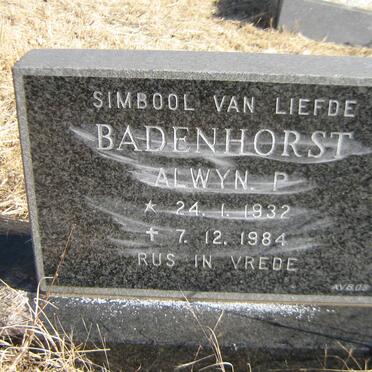 SIMBOOL VAN LIEFDE
BADENHORST
ALWYN. P
* 24. 1. 1932
✝ 7. 12. 1984
RUS IN VREDE